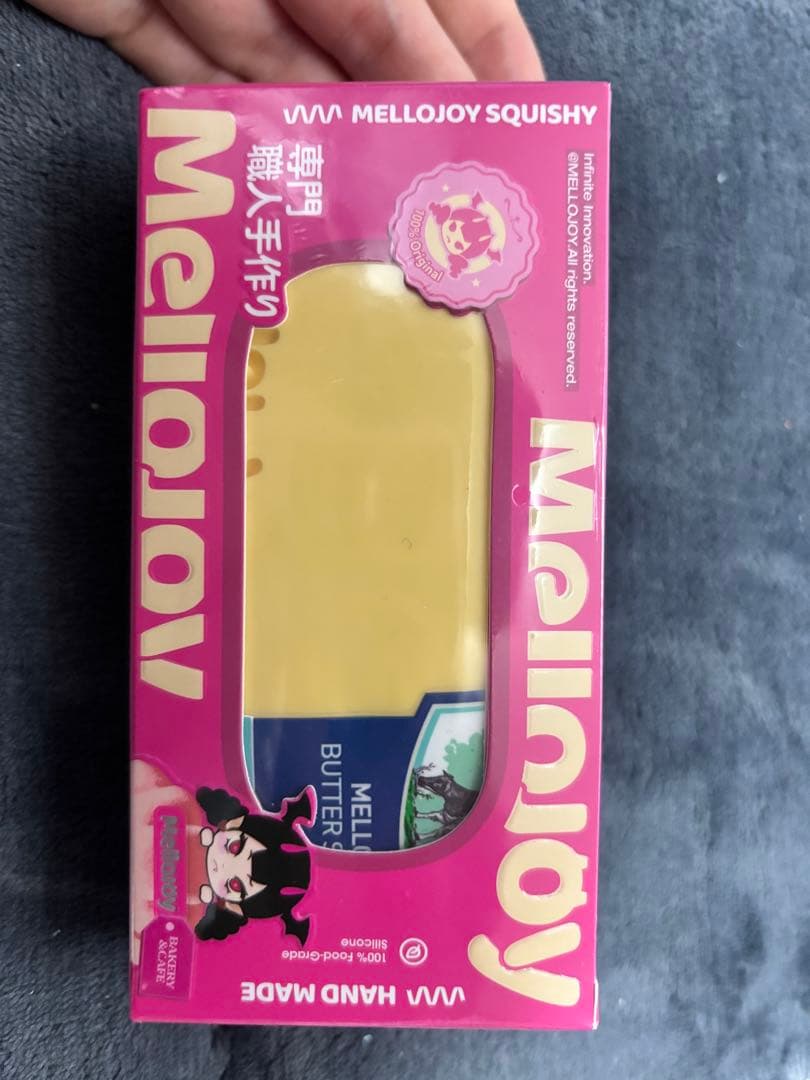 MELLOJOY SQUISHY
Infinite Innovation.
@MELLOJOY.All rights reserved.
100% Original
専門
職人手作り
MelloJoy
MelloJoy
MELLO
BUTTER S
MelloJoy
BAKERY
&CAFE
100% Food-Grade
Silicone
HAND MADE